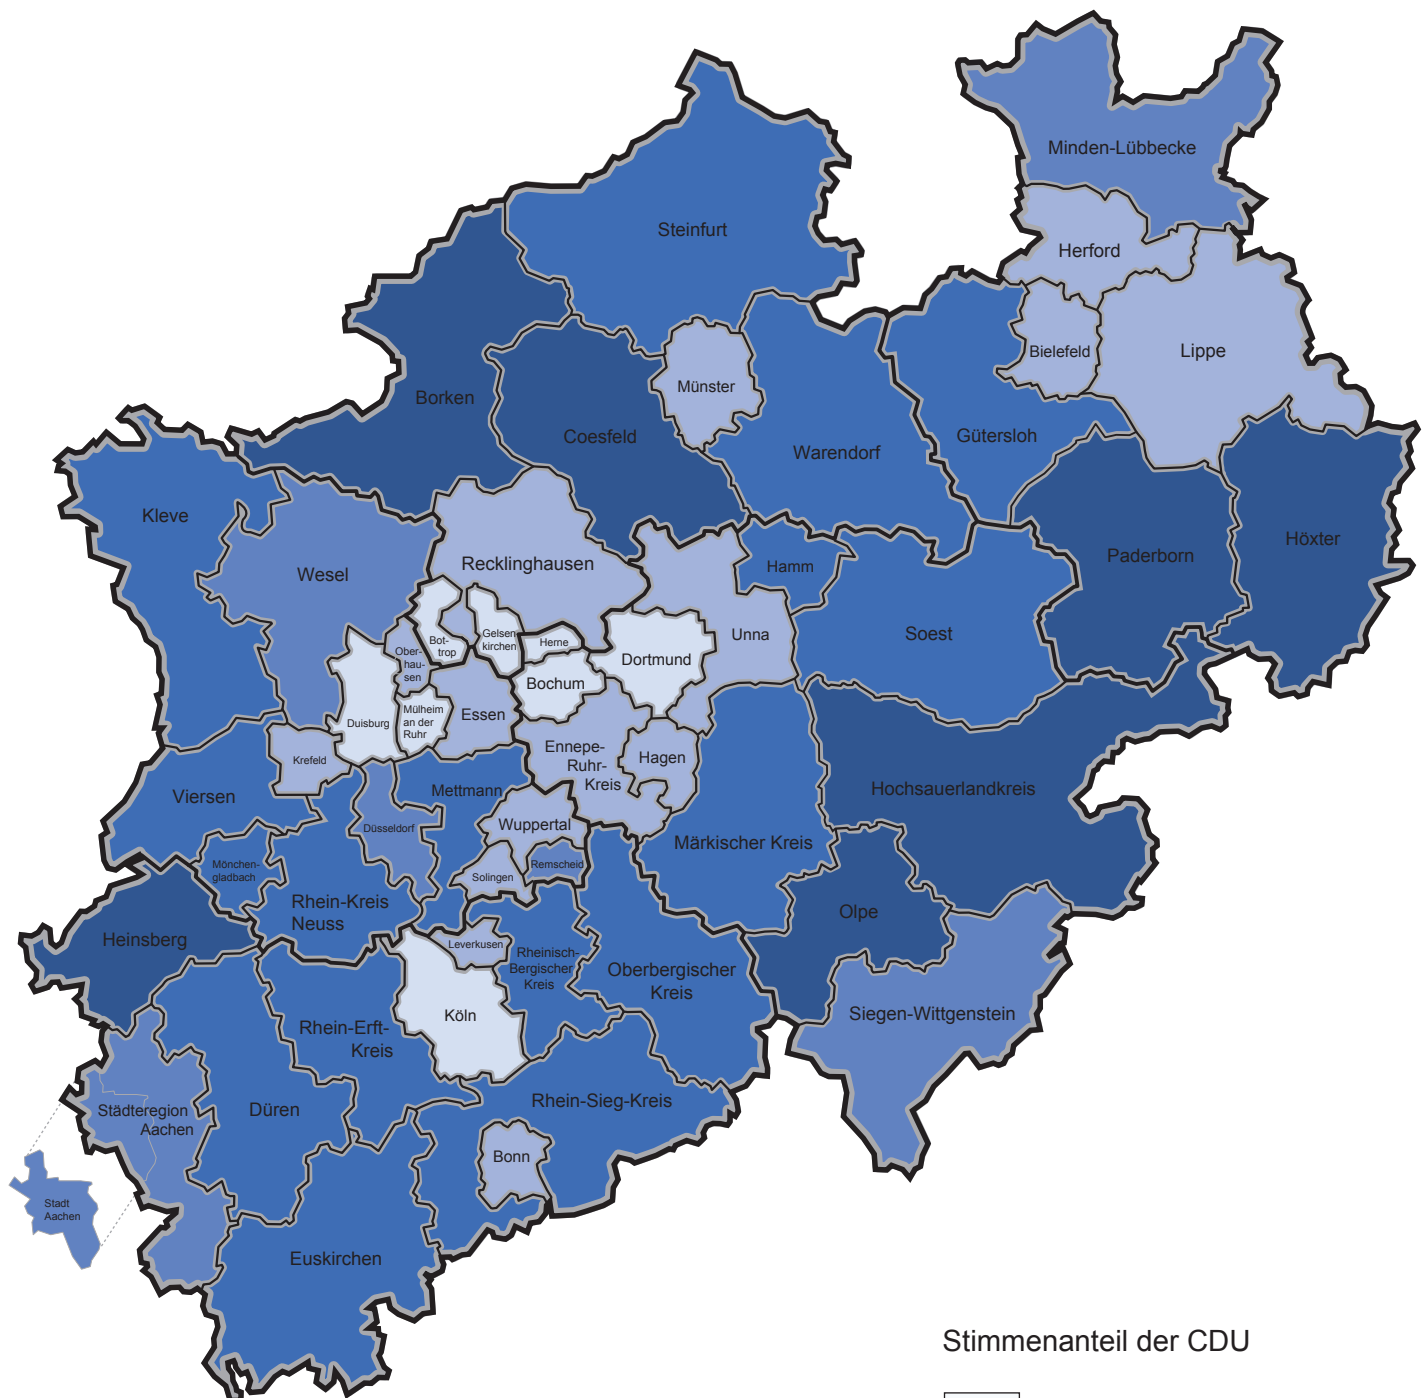 Minden-Lübbecke
Steinfurt
Herford
Bielefeld
Lippe
Münster
Borken
Coesfeld
Gütersloh
Warendorf
Kleve
Höxter
Paderborn
Recklinghausen
Hamm
Wesel
Unna
Soest
Bot-
trop
Gelsen
kirchen
Herne
Ober-
hau-
sen
Dortmund
Bochum
Duisburg
Mülheim
an der
Ruhr
Essen
Ennepe-
Ruhr-
Kreis
Hagen
Krefeld
Viersen
Mettmann
Hochsauerlandkreis
Düsseldorf
Wuppertal
Märkischer Kreis
Mönchen-
gladbach
Solingen
Remscheid
Rhein-Kreis
Neuss
Olpe
Heinsberg
Leverkusen
Rheinisch-
Bergischer
Kreis
Oberbergischer
Kreis
Köln
Siegen-Wittgenstein
Rhein-Erft-
Kreis
Städteregion
Aachen
Düren
Rhein-Sieg-Kreis
Bonn
Stadt
Aachen
Euskirchen
Stimmenanteil der CDU